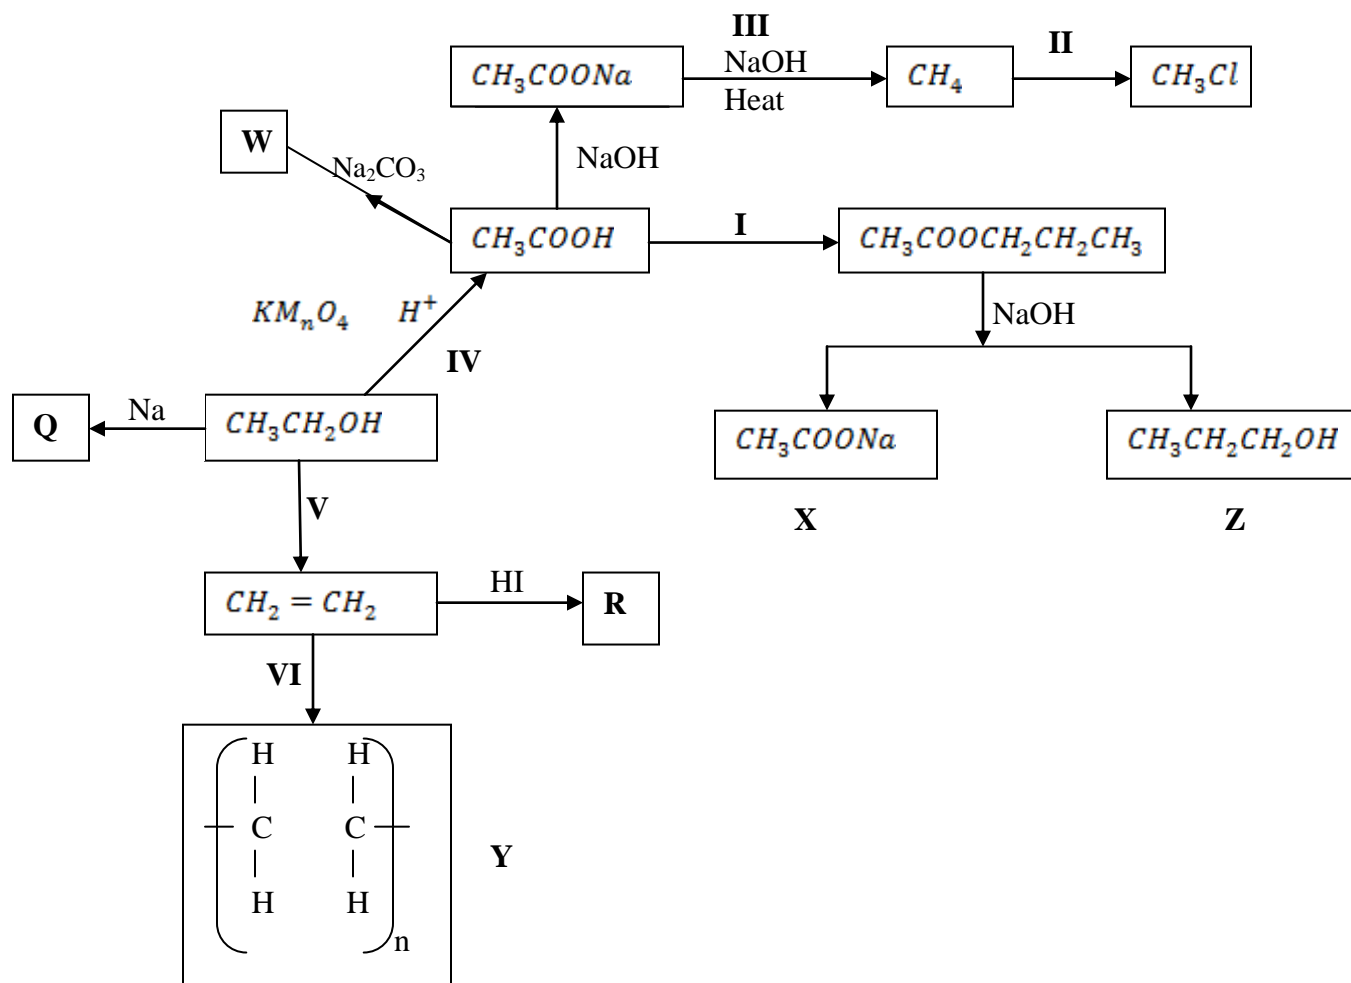 III
NaOH
Heat
II
CH₃COONa
CH₄
CH₃Cl
W
Na₂CO₃
NaOH
CH₃COOH
I
CH₃COOCH₂CH₂CH₃
KMₙO₄ H⁺
NaOH
IV
Q
Na
CH₃CH₂OH
CH₃COONa
CH₃CH₂CH₂OH
V
X
Z
CH₂ = CH₂
HI
R
VI
H H
C C
Y
H H
n